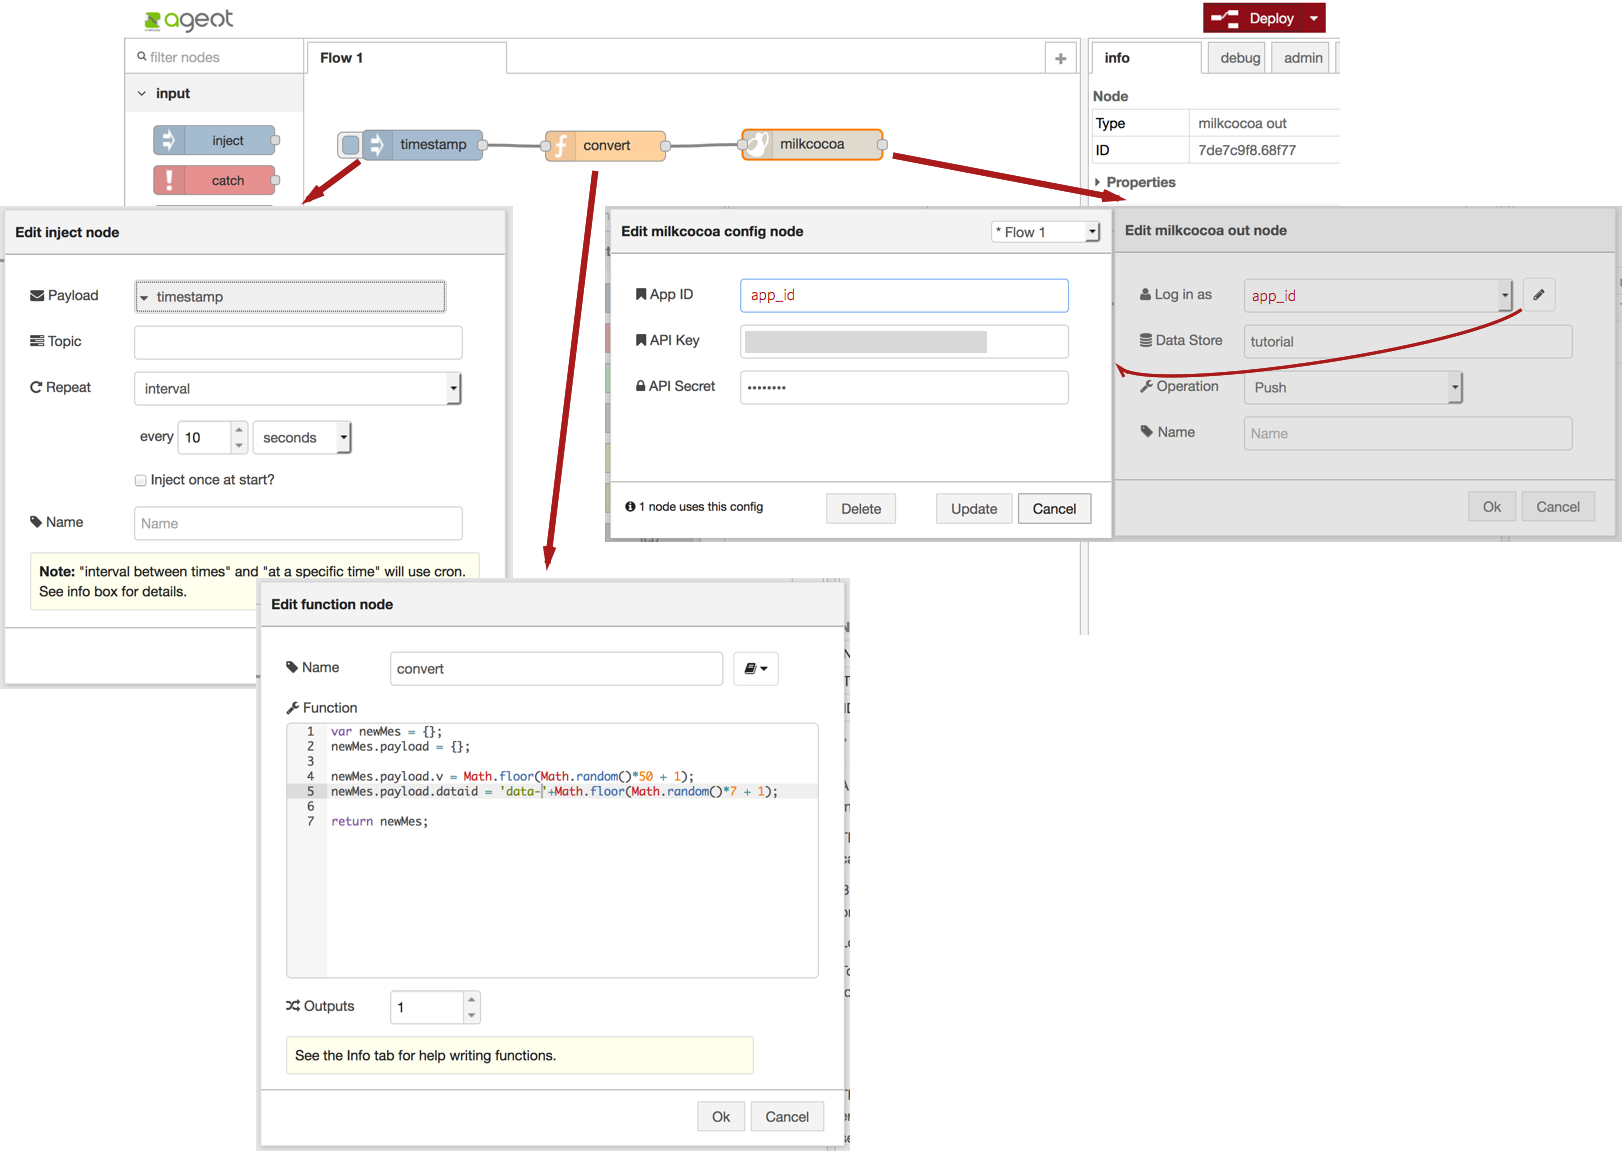 ageot
Deploy
filter nodes
Flow 1
+
info
debug
admin
input
Node
Type
milkcocoa out
ID
7de7c9f8.68f77
Properties
inject
catch
timestamp
convert
milkcocoa
Edit inject node
Payload
timestamp
Topic
Repeat
interval
every
10
seconds
Inject once at start?
Name
Name
Note: "interval between times" and "at a specific time" will use cron.
See info box for details.
Edit milkcocoa config node
* Flow 1
App ID
app_id
API Key
API Secret
••••••••
1 node uses this config
Delete
Update
Cancel
Edit milkcocoa out node
Log in as
app_id
Data Store
tutorial
Operation
Push
Name
Name
Ok
Cancel
Edit function node
Name
convert
Function
1 var newMes = {};
2 newMes.payload = {};
3
4 newMes.payload.v = Math.floor(Math.random()*50 + 1);
5 newMes.payload.dataid = 'data-'+Math.floor(Math.random()*7 + 1);
6
7 return newMes;
Outputs
1
See the Info tab for help writing functions.
Ok
Cancel